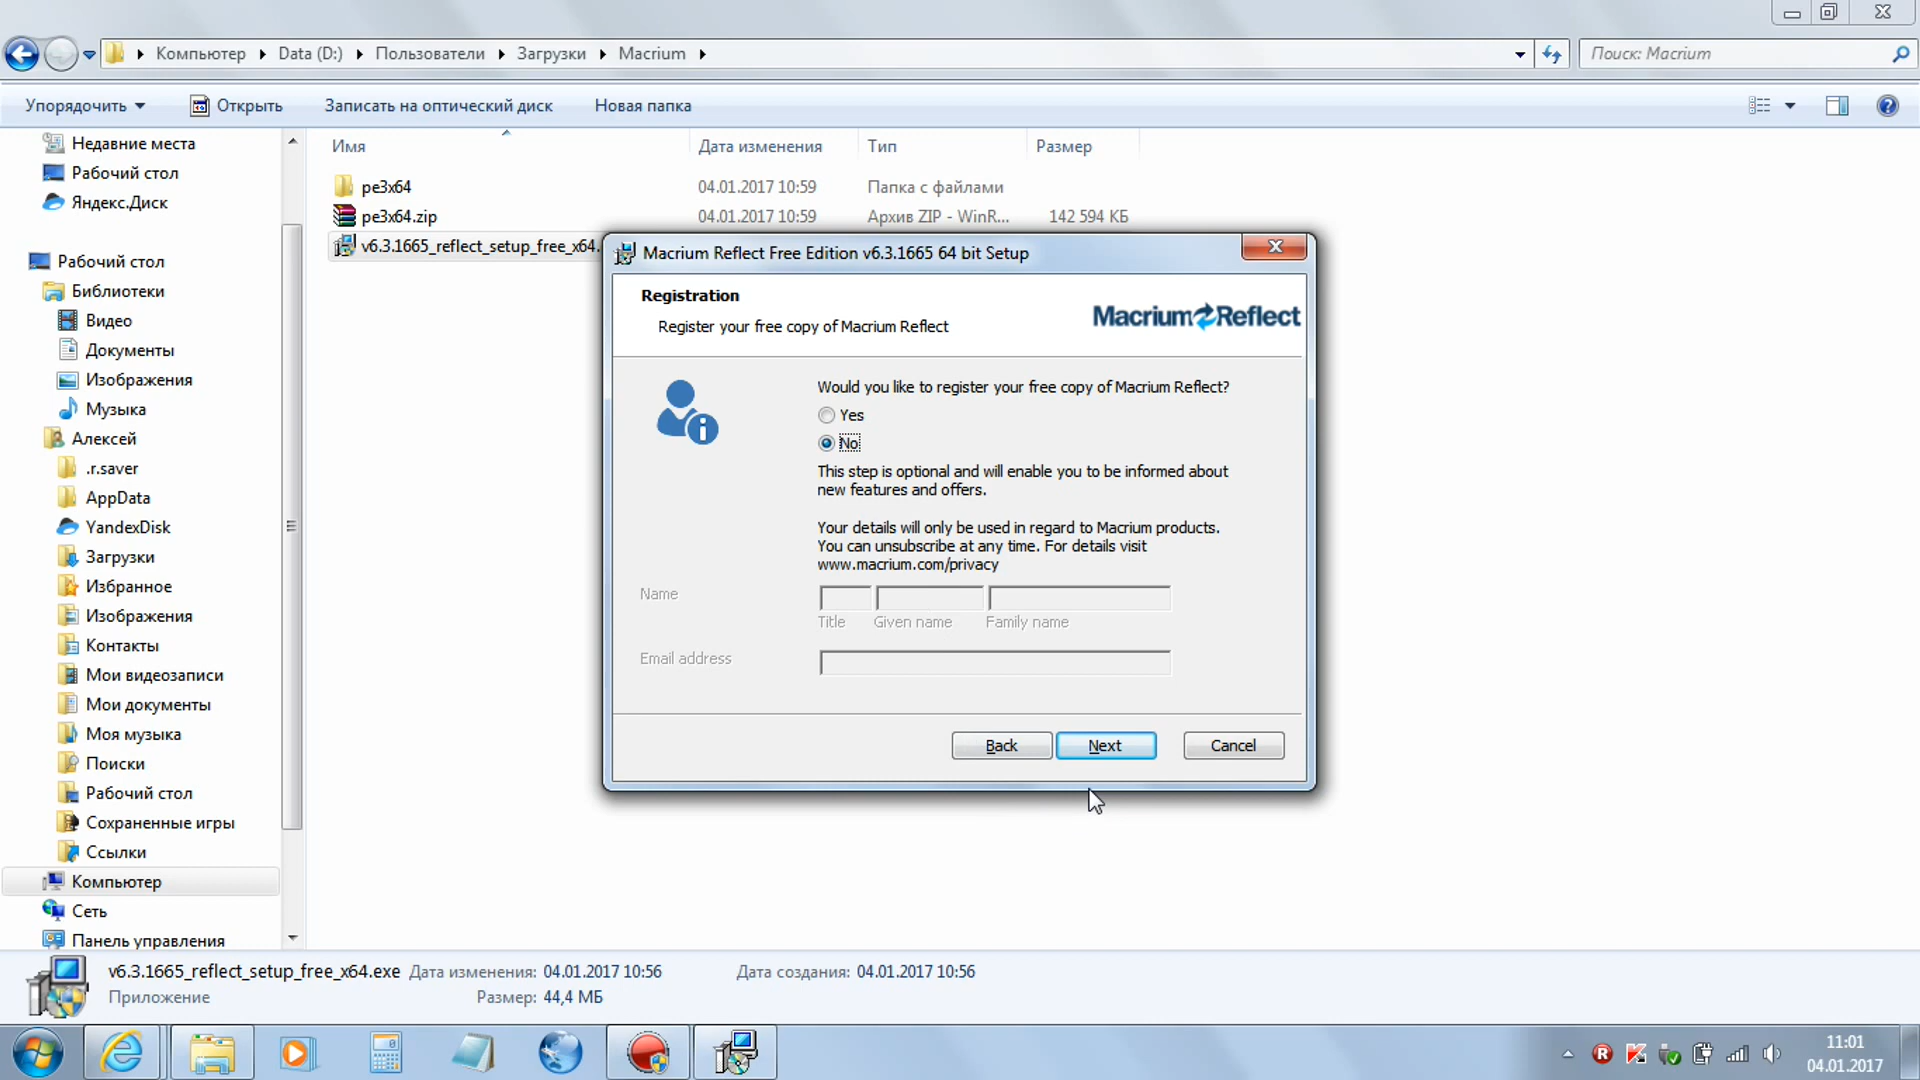 Компьютер Data (D:) Пользователи Загрузки Macrium
Поиск: Macrium
Упорядочить Открыть Записать на оптический диск Новая папка
Недавние места
Рабочий стол
Яндекс.Диск
Рабочий стол
Библиотеки
Видео
Документы
Изображения
Музыка
Алексей
.r.saver
AppData
YandexDisk
Загрузки
Избранное
Изображения
Контакты
Мои видеозаписи
Мои документы
Моя музыка
Поиски
Рабочий стол
Сохраненные игры
Ссылки
Компьютер
Сеть
Панель управления
Имя Дата изменения Тип Размер
pe3x64 04.01.2017 10:59 Папка с файлами
pe3x64.zip 04.01.2017 10:59 Архив ZIP - WinR... 142 594 КБ
v6.3.1665_reflect_setup_free_x64.
Macrium Reflect Free Edition v6.3.1665 64 bit Setup
Registration
Register your free copy of Macrium Reflect
Macrium Reflect
Would you like to register your free copy of Macrium Reflect?
Yes
No
This step is optional and will enable you to be informed about
new features and offers.
Your details will only be used in regard to Macrium products.
You can unsubscribe at any time. For details visit
www.macrium.com/privacy
Name
Title Given name Family name
Email address
Back Next Cancel
v6.3.1665_reflect_setup_free_x64.exe Дата изменения: 04.01.2017 10:56 Дата создания: 04.01.2017 10:56
Приложение Размер: 44,4 МБ
11:01
04.01.2017